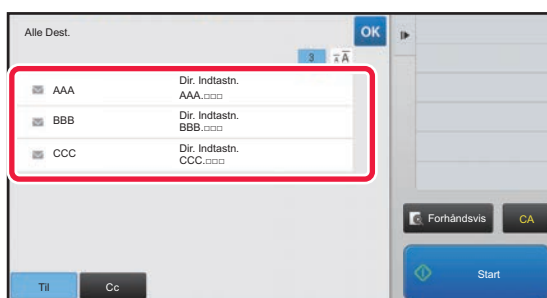 Alle Dest.
OK
3
AAA
Dir. Indtastn.
AAA.□□□
BBB
Dir. Indtastn.
BBB.□□□
CCC
Dir. Indtastn.
CCC.□□□
Forhåndsvis
CA
Start
Til
Cc